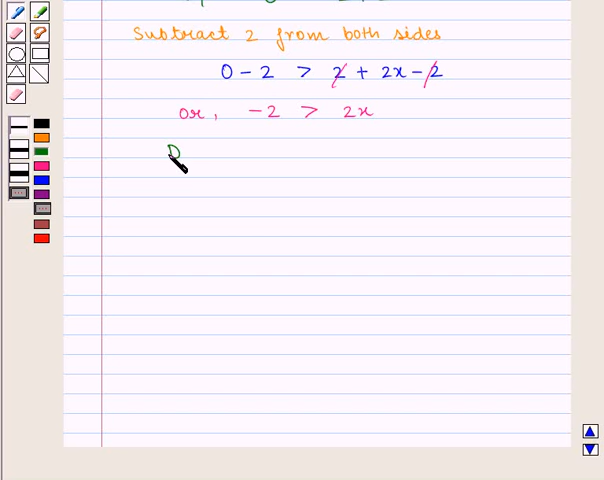 Subtract 2 from both sides
0 - 2 > 2 + 2x - 2
or, -2 > 2x
D